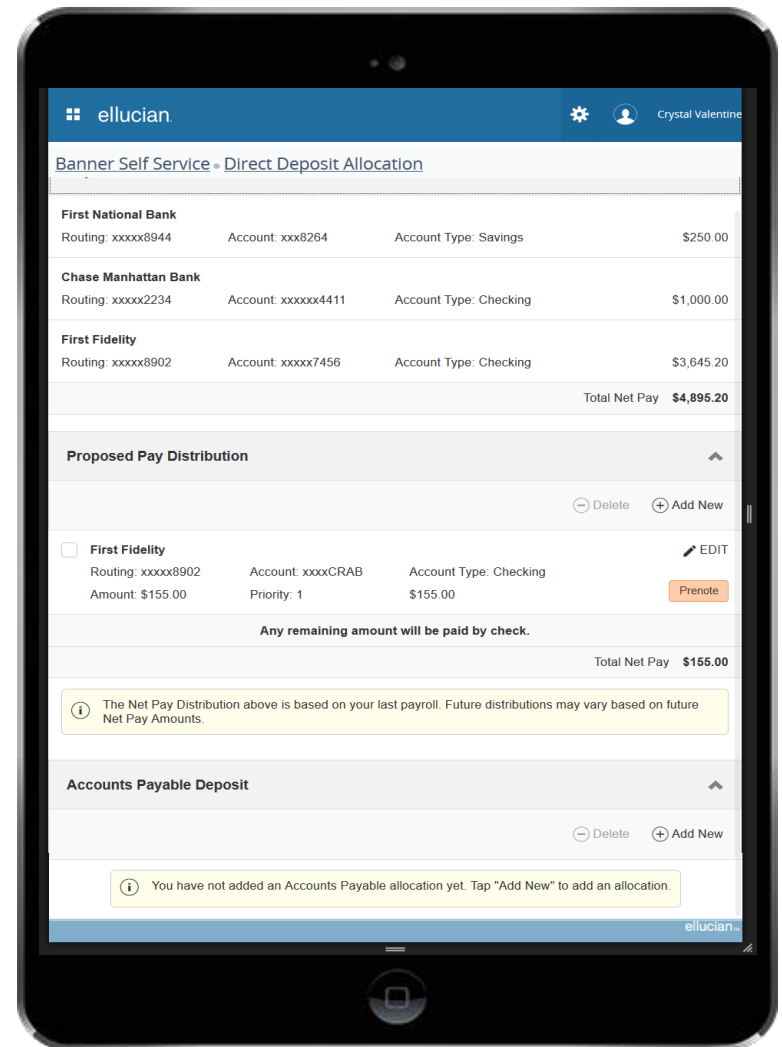 ellucian.
Crystal Valentine
Banner Self Service • Direct Deposit Allocation
First National Bank
Routing: xxxxx8944 Account: xxx8264 Account Type: Savings $250.00
Chase Manhattan Bank
Routing: xxxxx2234 Account: xxxxxx4411 Account Type: Checking $1,000.00
First Fidelity
Routing: xxxxx8902 Account: xxxxx7456 Account Type: Checking $3,645.20
Total Net Pay $4,895.20
Proposed Pay Distribution
Delete Add New
First Fidelity EDIT
Routing: xxxxx8902 Account: xxxxCRAB Account Type: Checking
Amount: $155.00 Priority: 1 $155.00 Prenote
Any remaining amount will be paid by check.
Total Net Pay $155.00
The Net Pay Distribution above is based on your last payroll. Future distributions may vary based on future
Net Pay Amounts.
Accounts Payable Deposit
Delete Add New
You have not added an Accounts Payable allocation yet. Tap "Add New" to add an allocation.
ellucian™